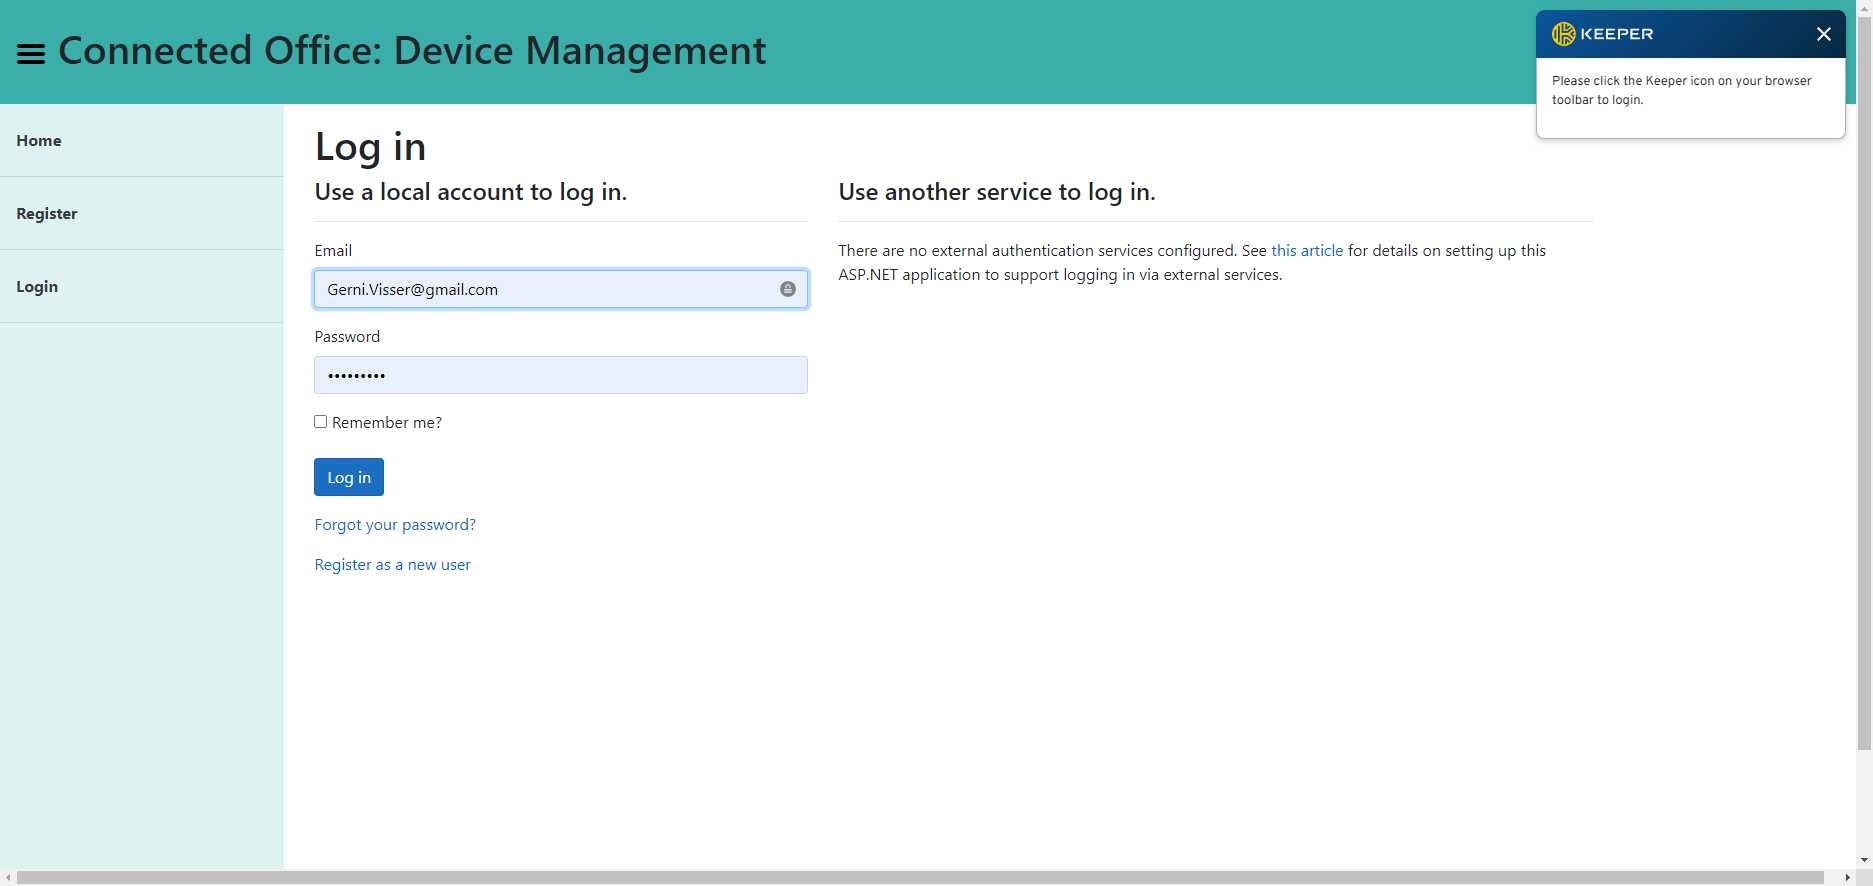 Connected Office: Device Management
KEEPER
Please click the Keeper icon on your browser
toolbar to login.
Home
Register
Login
Log in
Use a local account to log in.
Email
Gerni.Visser@gmail.com
Password
•••••••••
Remember me?
Log in
Forgot your password?
Register as a new user
Use another service to log in.
There are no external authentication services configured. See this article for details on setting up this
ASP.NET application to support logging in via external services.